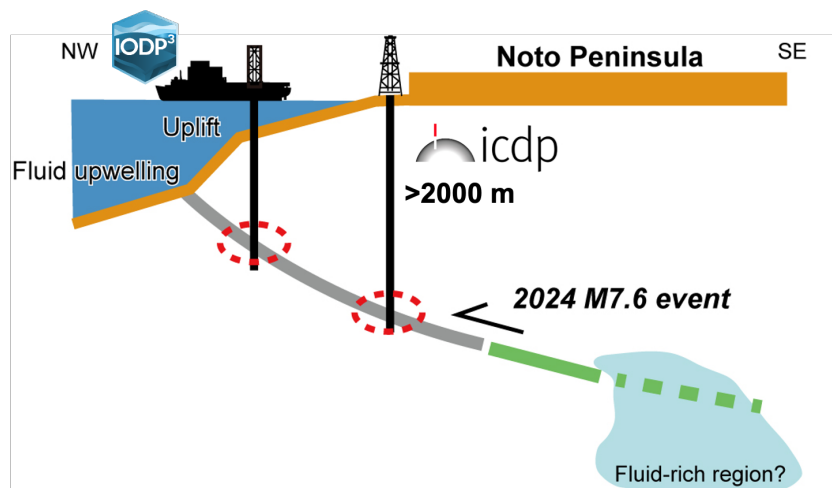 NW
IODP³
Noto Peninsula
SE
Uplift
Fluid upwelling
icdp
>2000 m
2024 M7.6 event
Fluid-rich region?